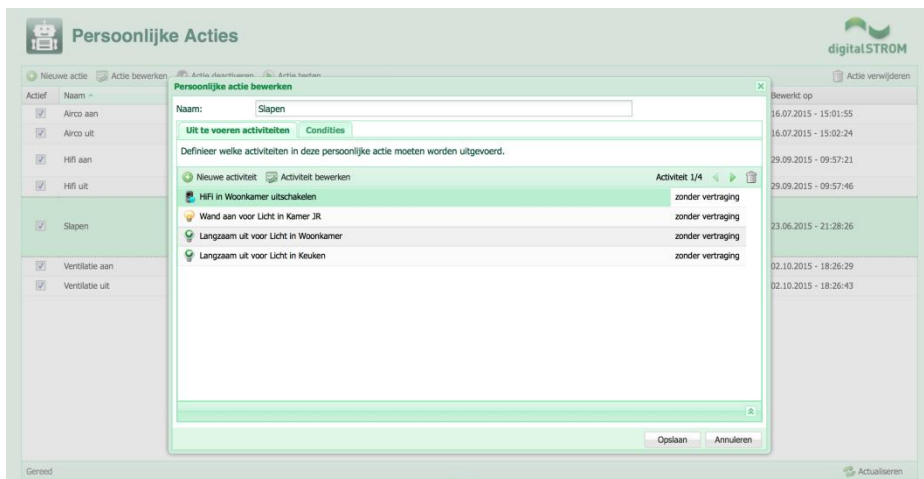 Persoonlijke Acties
digitalSTROM
Nieuwe actie Actie bewerken Actie deactiveren Actie testen Actie verwijderen
Actief Naam Bewerkt op
Airco aan 16.07.2015 - 15:01:55
Airco uit 16.07.2015 - 15:02:24
Hifi aan 29.09.2015 - 09:57:21
Hifi uit 29.09.2015 - 09:57:46
Slapen 23.06.2015 - 21:28:26
Ventilatie aan 02.10.2015 - 18:26:29
Ventilatie uit 02.10.2015 - 18:26:43
Persoonlijke actie bewerken
Naam: Slapen
Uit te voeren activiteiten Condities
Definieer welke activiteiten in deze persoonlijke actie moeten worden uitgevoerd.
Nieuwe activiteit Activiteit bewerken Activiteit 1/4
HiFi in Woonkamer uitschakelen zonder vertraging
Wand aan voor Licht in Kamer JR zonder vertraging
Langzaam uit voor Licht in Woonkamer zonder vertraging
Langzaam uit voor Licht in Keuken zonder vertraging
Opslaan Annuleren
Gereed Actualiseren